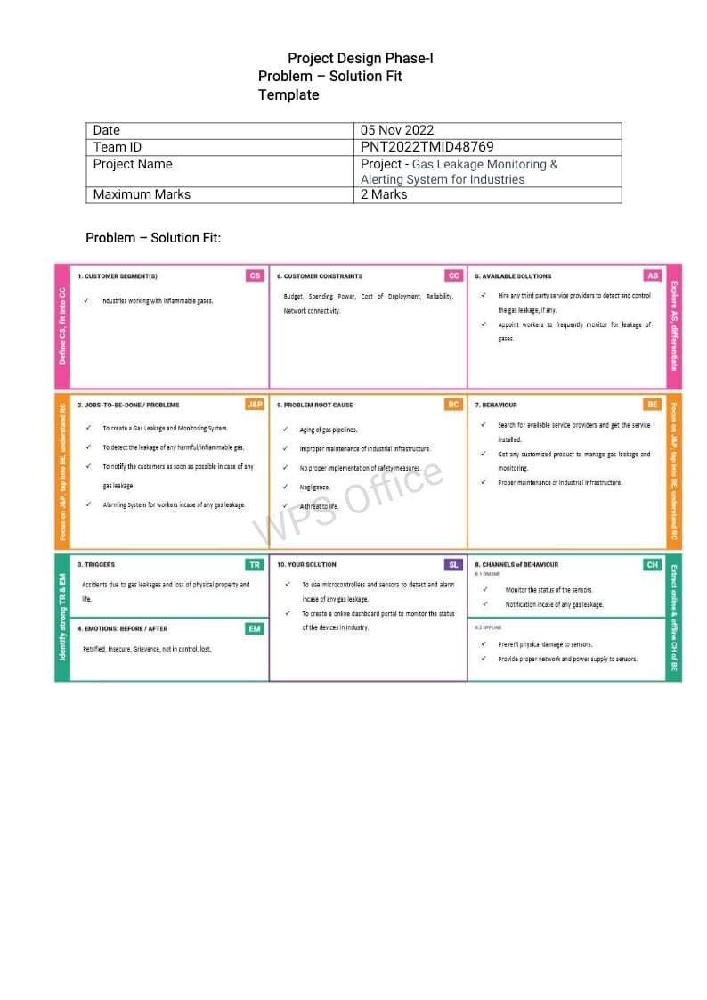 Project Design Phase-I
Problem – Solution Fit
Template
Date 05 Nov 2022
Team ID PNT2022TMID48769
Project Name Project - Gas Leakage Monitoring &
Alerting System for Industries
Maximum Marks 2 Marks
Problem – Solution Fit:
Define CS, fit into CC
1. CUSTOMER SEGMENT(S) CS
✓ Industries working with inflammable gases.
6. CUSTOMER CONSTRAINTS CC
Budget, Spending Power, Cost of Deployment, Reliability,
Network connectivity.
5. AVAILABLE SOLUTIONS AS
✓ Hire any third party service providers to detect and control
the gas leakage, if any.
✓ Appoint workers to frequently monitor for leakage of
gases.
Explore AS, differentiate
Focus on J&P, tap into BE, understand RC
2. JOBS-TO-BE-DONE / PROBLEMS J&P
✓ To create a Gas Leakage and Monitoring System.
✓ To detect the leakage of any harmful/inflammable gas.
✓ To notify the customers as soon as possible in case of any
gas leakage.
✓ Alarming System for workers incase of any gas leakage.
9. PROBLEM ROOT CAUSE RC
✓ Aging of gas pipelines.
✓ Improper maintenance of Industrial Infrastructure.
✓ No proper implementation of safety measures.
✓ Negligence.
✓ A threat to life.
7. BEHAVIOUR BE
✓ Search for available service providers and get the service
installed.
✓ Get any customized product to manage gas leakage and
monitoring.
✓ Proper maintenance of Industrial Infrastructure.
Focus on J&P, tap into BE, understand RC
WPS Office
Identify strong TR & EM
3. TRIGGERS TR
Accidents due to gas leakages and loss of physical property and
life.
4. EMOTIONS: BEFORE / AFTER EM
Petrified, Insecure, Grievance, not in control, lost.
10. YOUR SOLUTION SL
✓ To use microcontrollers and sensors to detect and alarm
incase of any gas leakage.
✓ To create a online dashboard portal to monitor the status
of the devices in Industry.
8. CHANNELS of BEHAVIOUR CH
8.1 ONLINE
✓ Monitor the status of the sensors.
✓ Notification incase of any gas leakage.
8.2 OFFLINE
✓ Prevent physical damage to sensors.
✓ Provide proper network and power supply to sensors.
Extract online & offline CH of BE